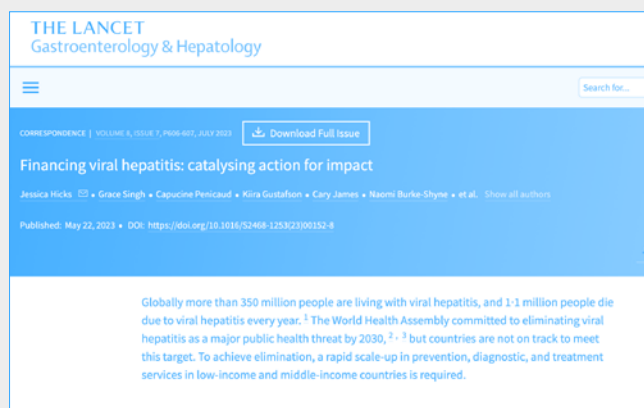 THE LANCET
Gastroenterology & Hepatology
Search for...
CORRESPONDENCE | VOLUME 8, ISSUE 7, P606-607, JULY 2023 Download Full Issue
Financing viral hepatitis: catalysing action for impact
Jessica Hicks • Grace Singh • Capucine Penicaud • Kiira Gustafson • Cary James • Naomi Burke-Shyne • et al. Show all authors
Published: May 22, 2023 • DOI: https://doi.org/10.1016/S2468-1253(23)00152-8
Globally more than 350 million people are living with viral hepatitis, and 1·1 million people die
due to viral hepatitis every year. 1 The World Health Assembly committed to eliminating viral
hepatitis as a major public health threat by 2030, 2, 3 but countries are not on track to meet
this target. To achieve elimination, a rapid scale-up in prevention, diagnostic, and treatment
services in low-income and middle-income countries is required.